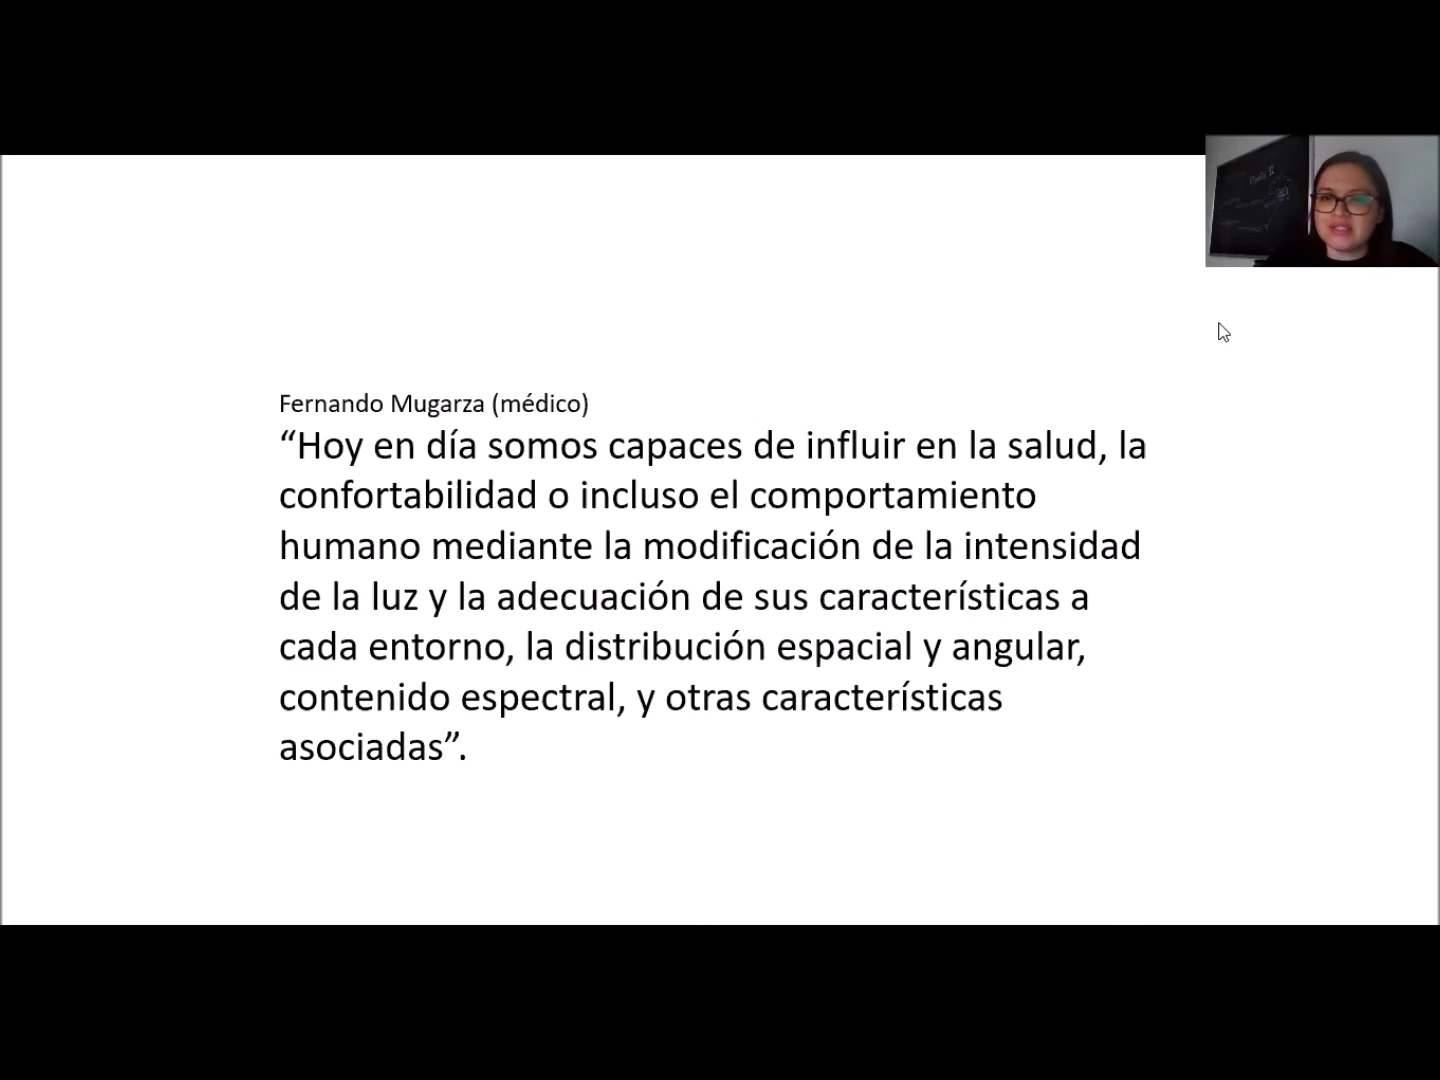 Fernando Mugarza (médico)
“Hoy en día somos capaces de influir en la salud, la
confortabilidad o incluso el comportamiento
humano mediante la modificación de la intensidad
de la luz y la adecuación de sus características a
cada entorno, la distribución espacial y angular,
contenido espectral, y otras características
asociadas”.